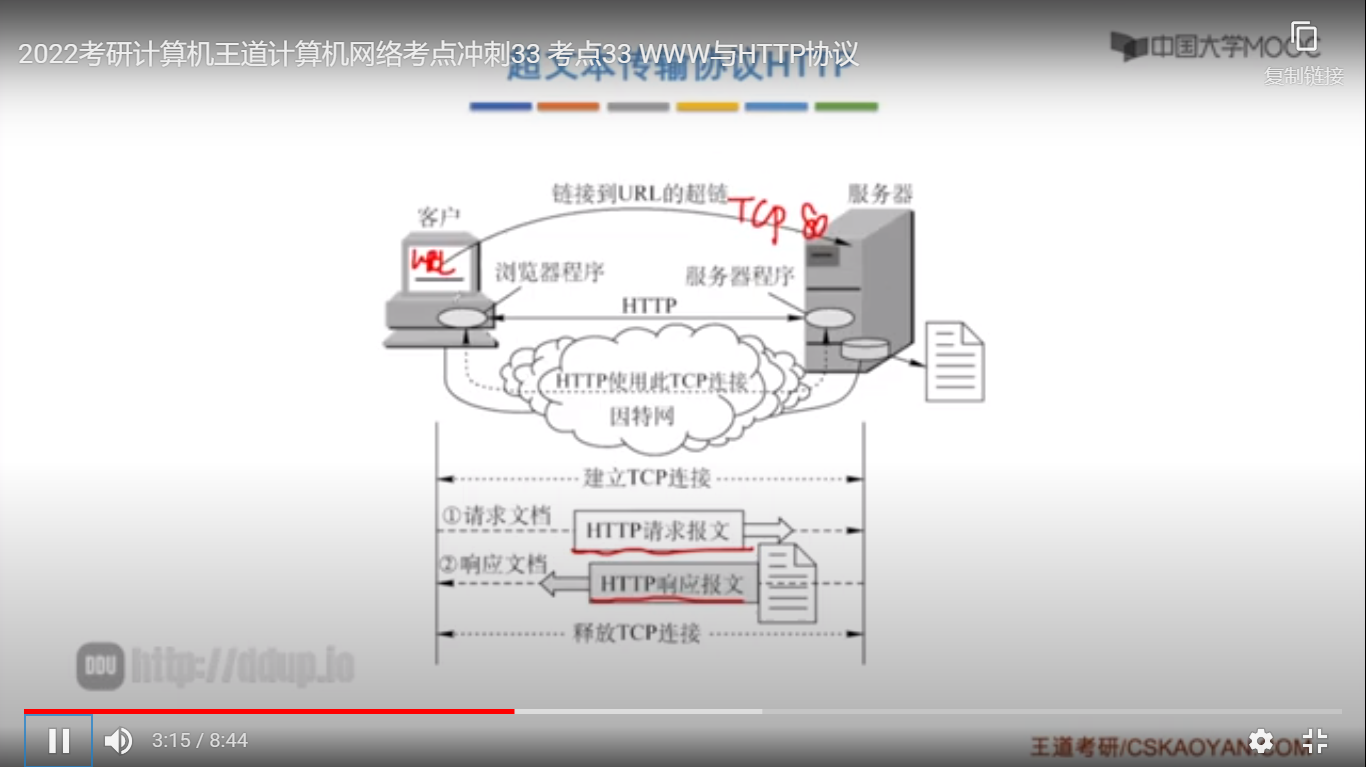 2022考研计算机王道计算机网络考点冲刺33 考点33 WWW与HTTP协议
超文本传输协议HTTP
中国大学MOOC
复制链接
链接到URL的超链
TCP 80
服务器
客户
URL
浏览器程序
服务器程序
HTTP
HTTP使用此TCP连接
因特网
建立TCP连接
①请求文档
HTTP请求报文
②响应文档
HTTP响应报文
释放TCP连接
DDU http://ddup.io
3:15 / 8:44
王道考研/CSKAOYAN.COM